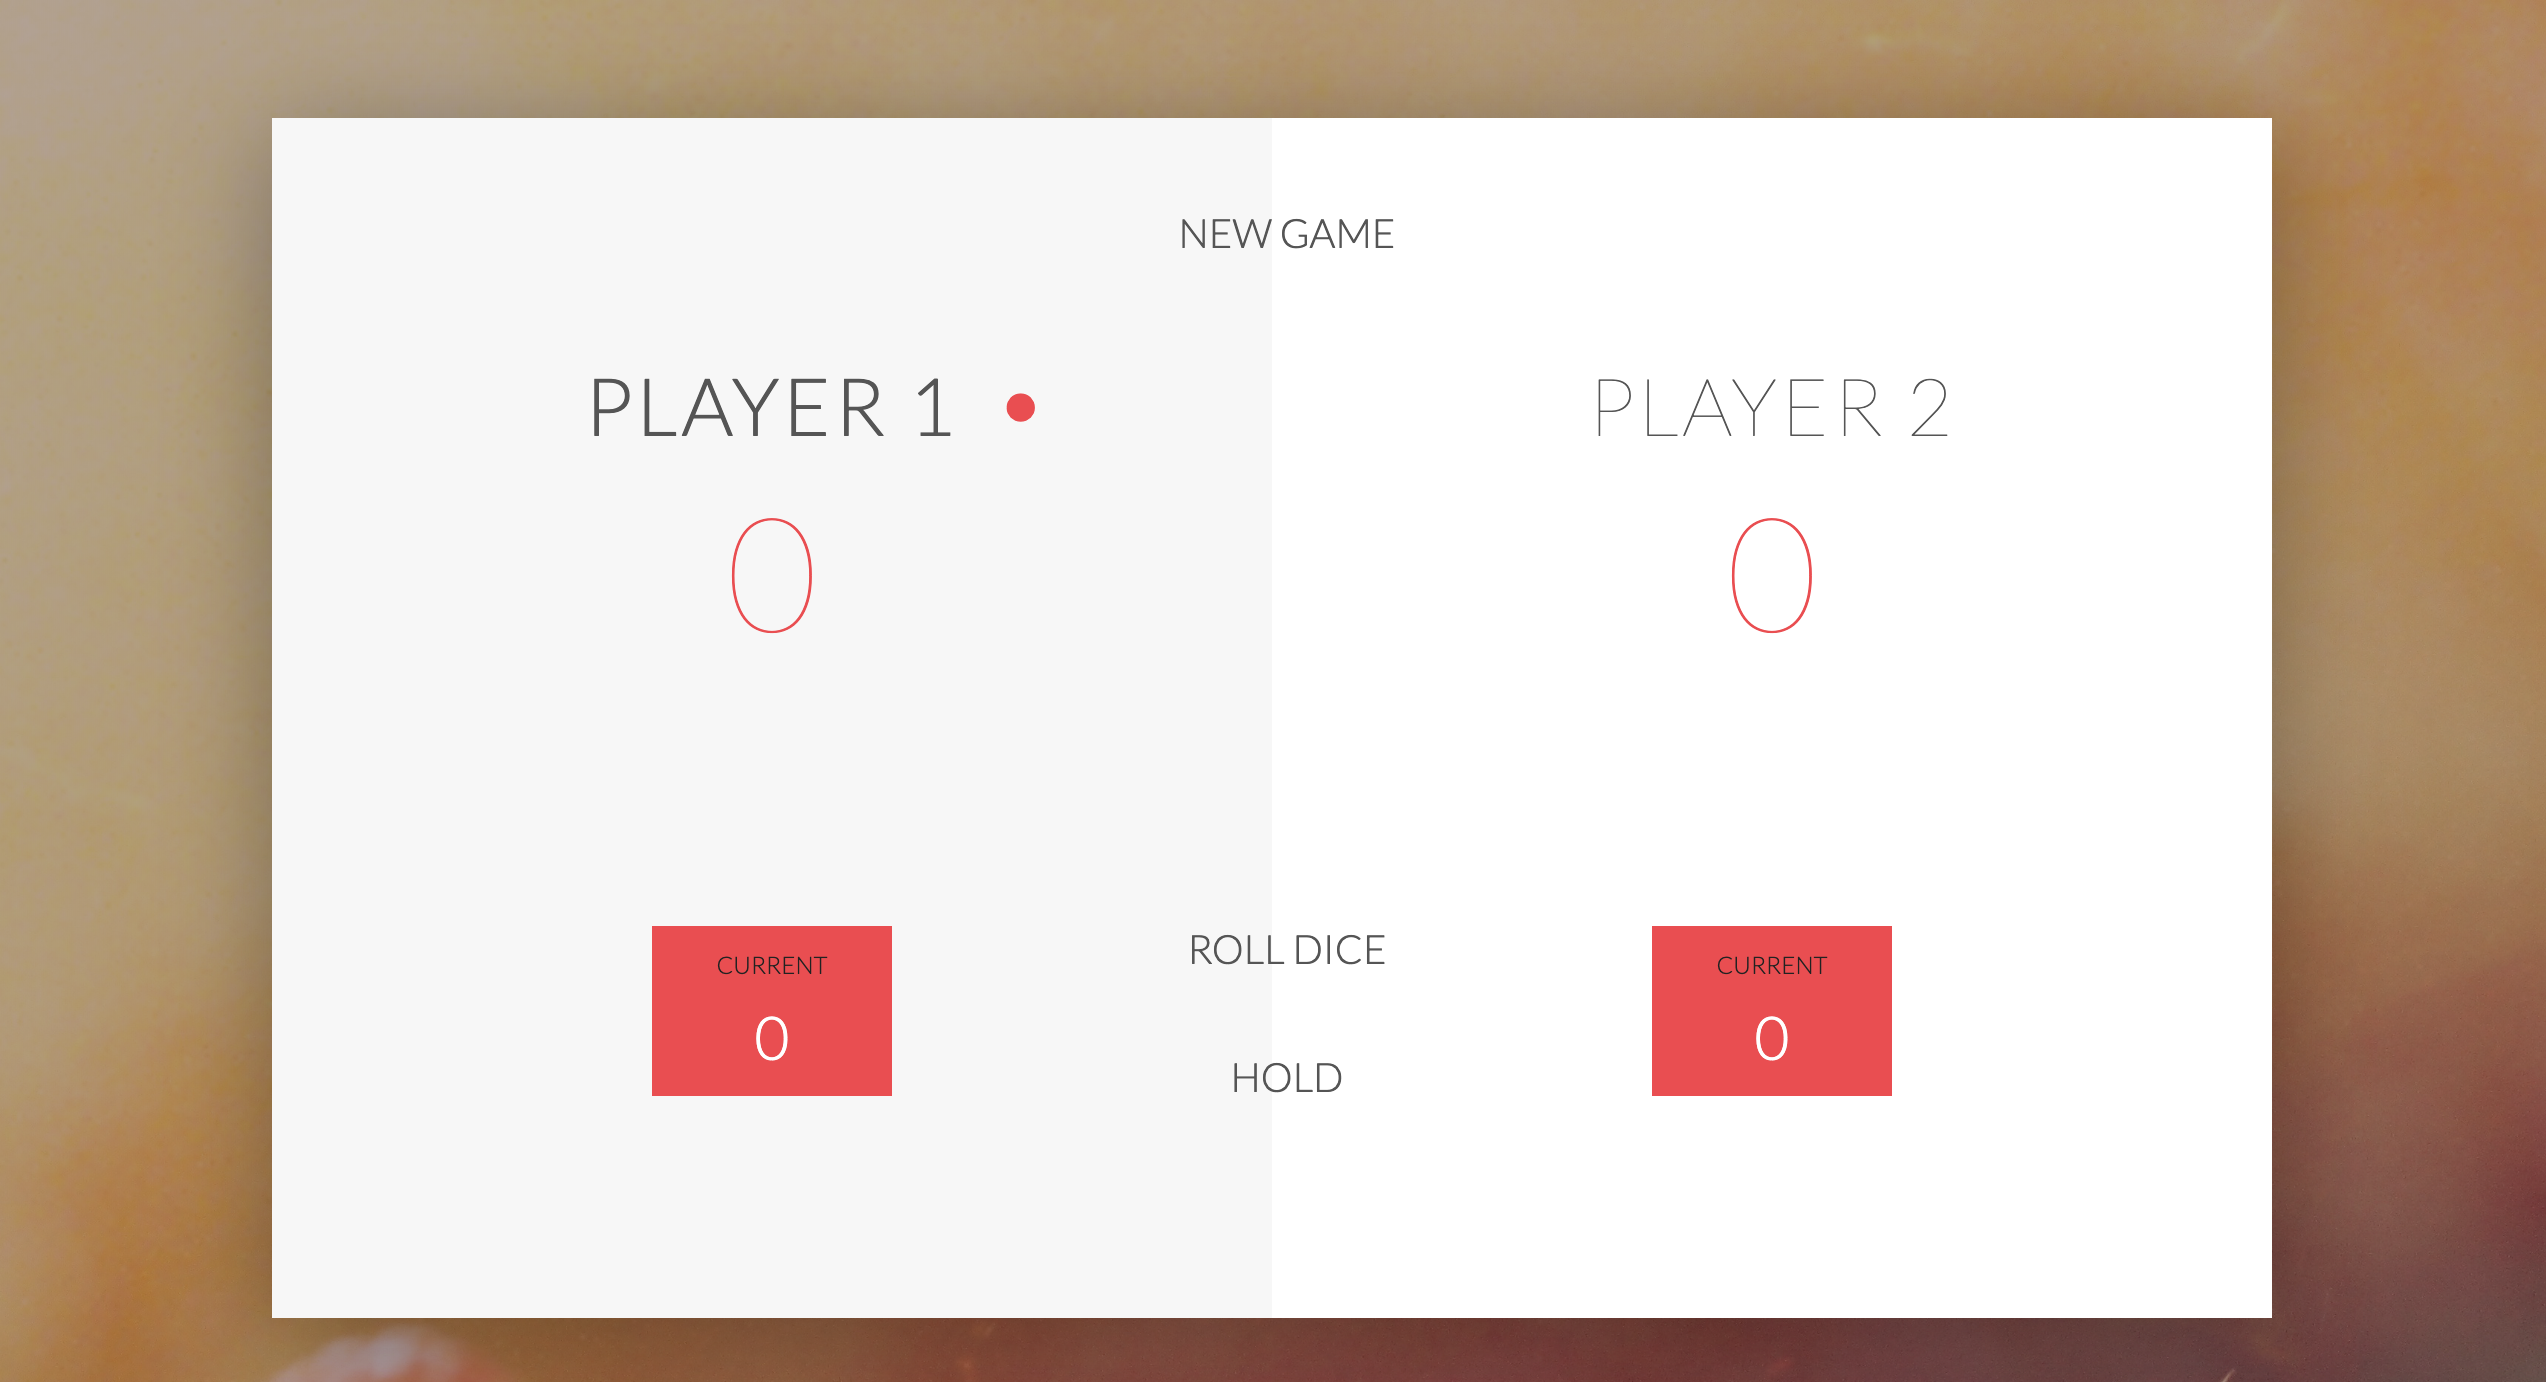 NEW GAME
PLAYER 1
PLAYER 2
0
0
CURRENT
0
ROLL DICE
HOLD
CURRENT
0